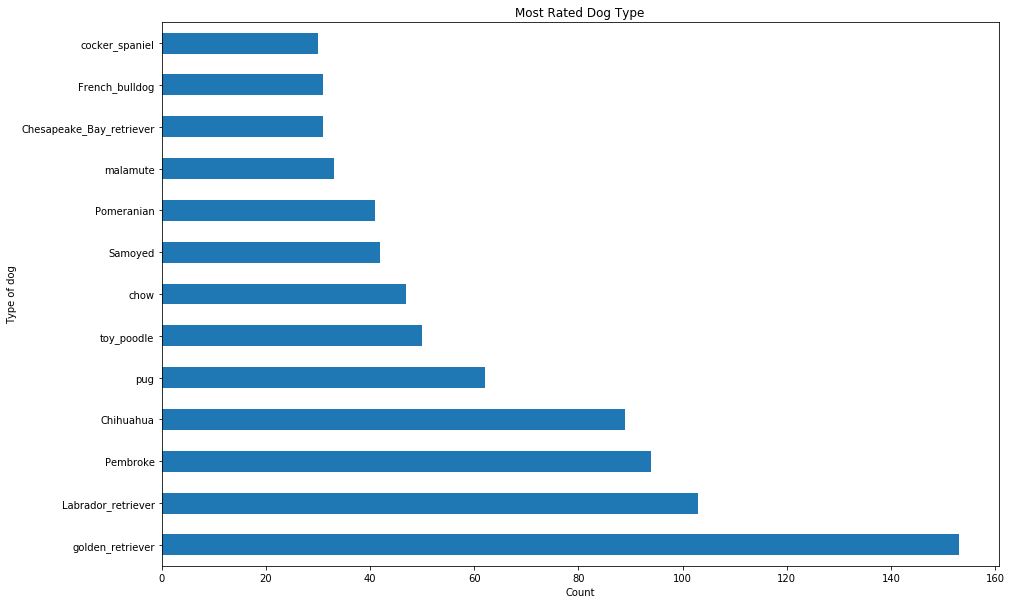 Most Rated Dog Type
cocker_spaniel
French_bulldog
Chesapeake_Bay_retriever
malamute
Pomeranian
Samoyed
chow
toy_poodle
pug
Chihuahua
Pembroke
Labrador_retriever
golden_retriever
Type of dog
0 20 40 60 80 100 120 140 160
Count